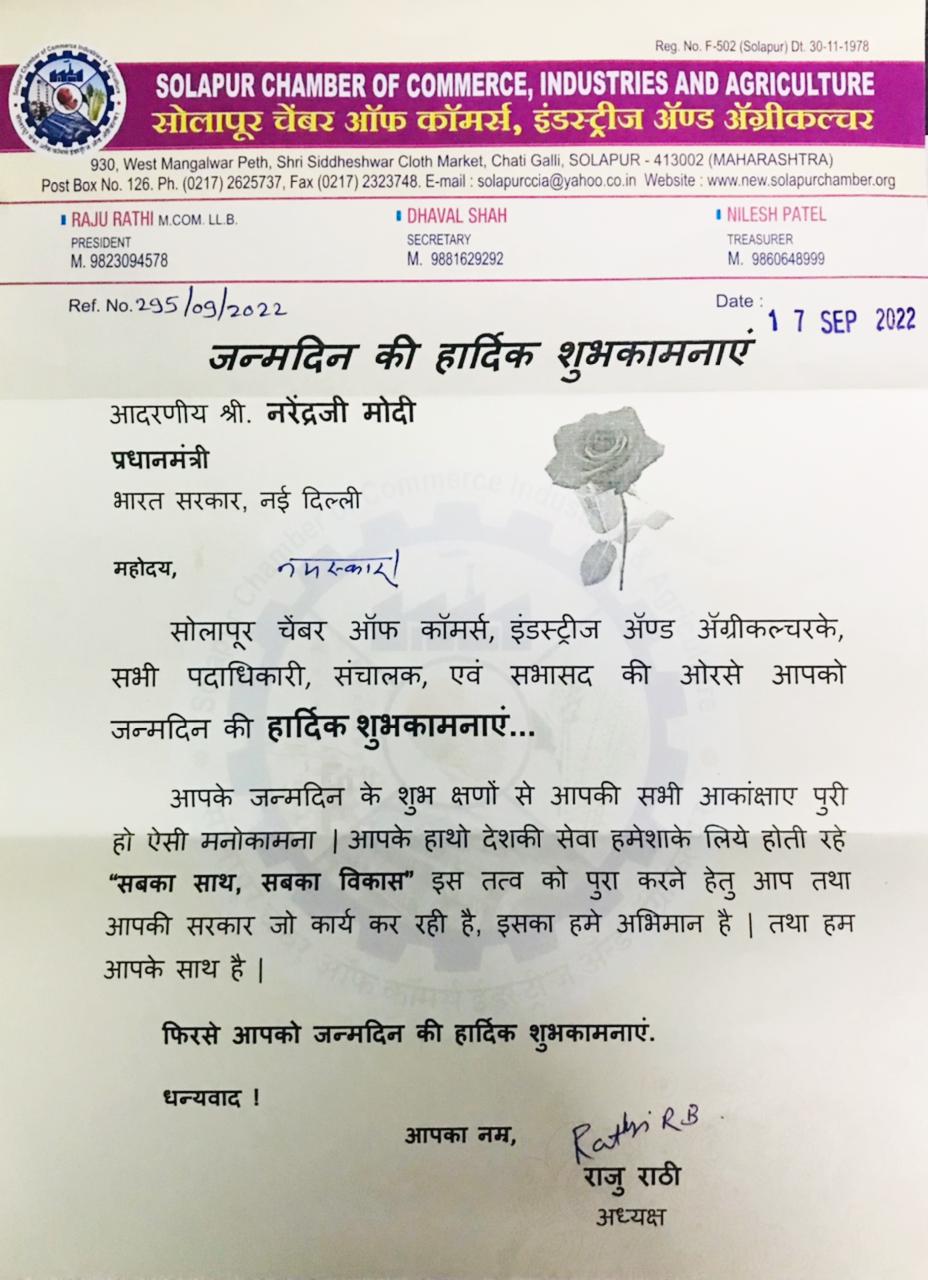 Reg. No. F-502 (Solapur) Dt. 30-11-1978
SOLAPUR CHAMBER OF COMMERCE, INDUSTRIES AND AGRICULTURE
सोलापूर चेंबर ऑफ कॉमर्स, इंडस्ट्रीज ॲण्ड ॲग्रीकल्चर
930, West Mangalwar Peth, Shri Siddheshwar Cloth Market, Chati Galli, SOLAPUR - 413002 (MAHARASHTRA)
Post Box No. 126. Ph. (0217) 2625737, Fax (0217) 2323748. E-mail : solapurccia@yahoo.co.in Website : www.new.solapurchamber.org
RAJU RATHI M.COM. LL.B.
PRESIDENT
M. 9823094578
DHAVAL SHAH
SECRETARY
M. 9881629292
NILESH PATEL
TREASURER
M. 9860648999
Ref. No. 295/09/2022
Date : 17 SEP 2022
जन्मदिन की हार्दिक शुभकामनाएं
आदरणीय श्री. नरेंद्रजी मोदी
प्रधानमंत्री
भारत सरकार, नई दिल्ली
महोदय, नमस्कार
सोलापूर चेंबर ऑफ कॉमर्स, इंडस्ट्रीज ॲण्ड ॲग्रीकल्चरके,
सभी पदाधिकारी, संचालक, एवं सभासद की ओरसे आपको
जन्मदिन की हार्दिक शुभकामनाएं...
आपके जन्मदिन के शुभ क्षणों से आपकी सभी आकांक्षाए पुरी
हो ऐसी मनोकामना | आपके हाथो देशकी सेवा हमेशाके लिये होती रहे
“सबका साथ, सबका विकास” इस तत्व को पुरा करने हेतु आप तथा
आपकी सरकार जो कार्य कर रही है, इसका हमे अभिमान है | तथा हम
आपके साथ है |
फिरसे आपको जन्मदिन की हार्दिक शुभकामनाएं.
धन्यवाद !
आपका नम्र,
Rathi R B
राजु राठी
अध्यक्ष